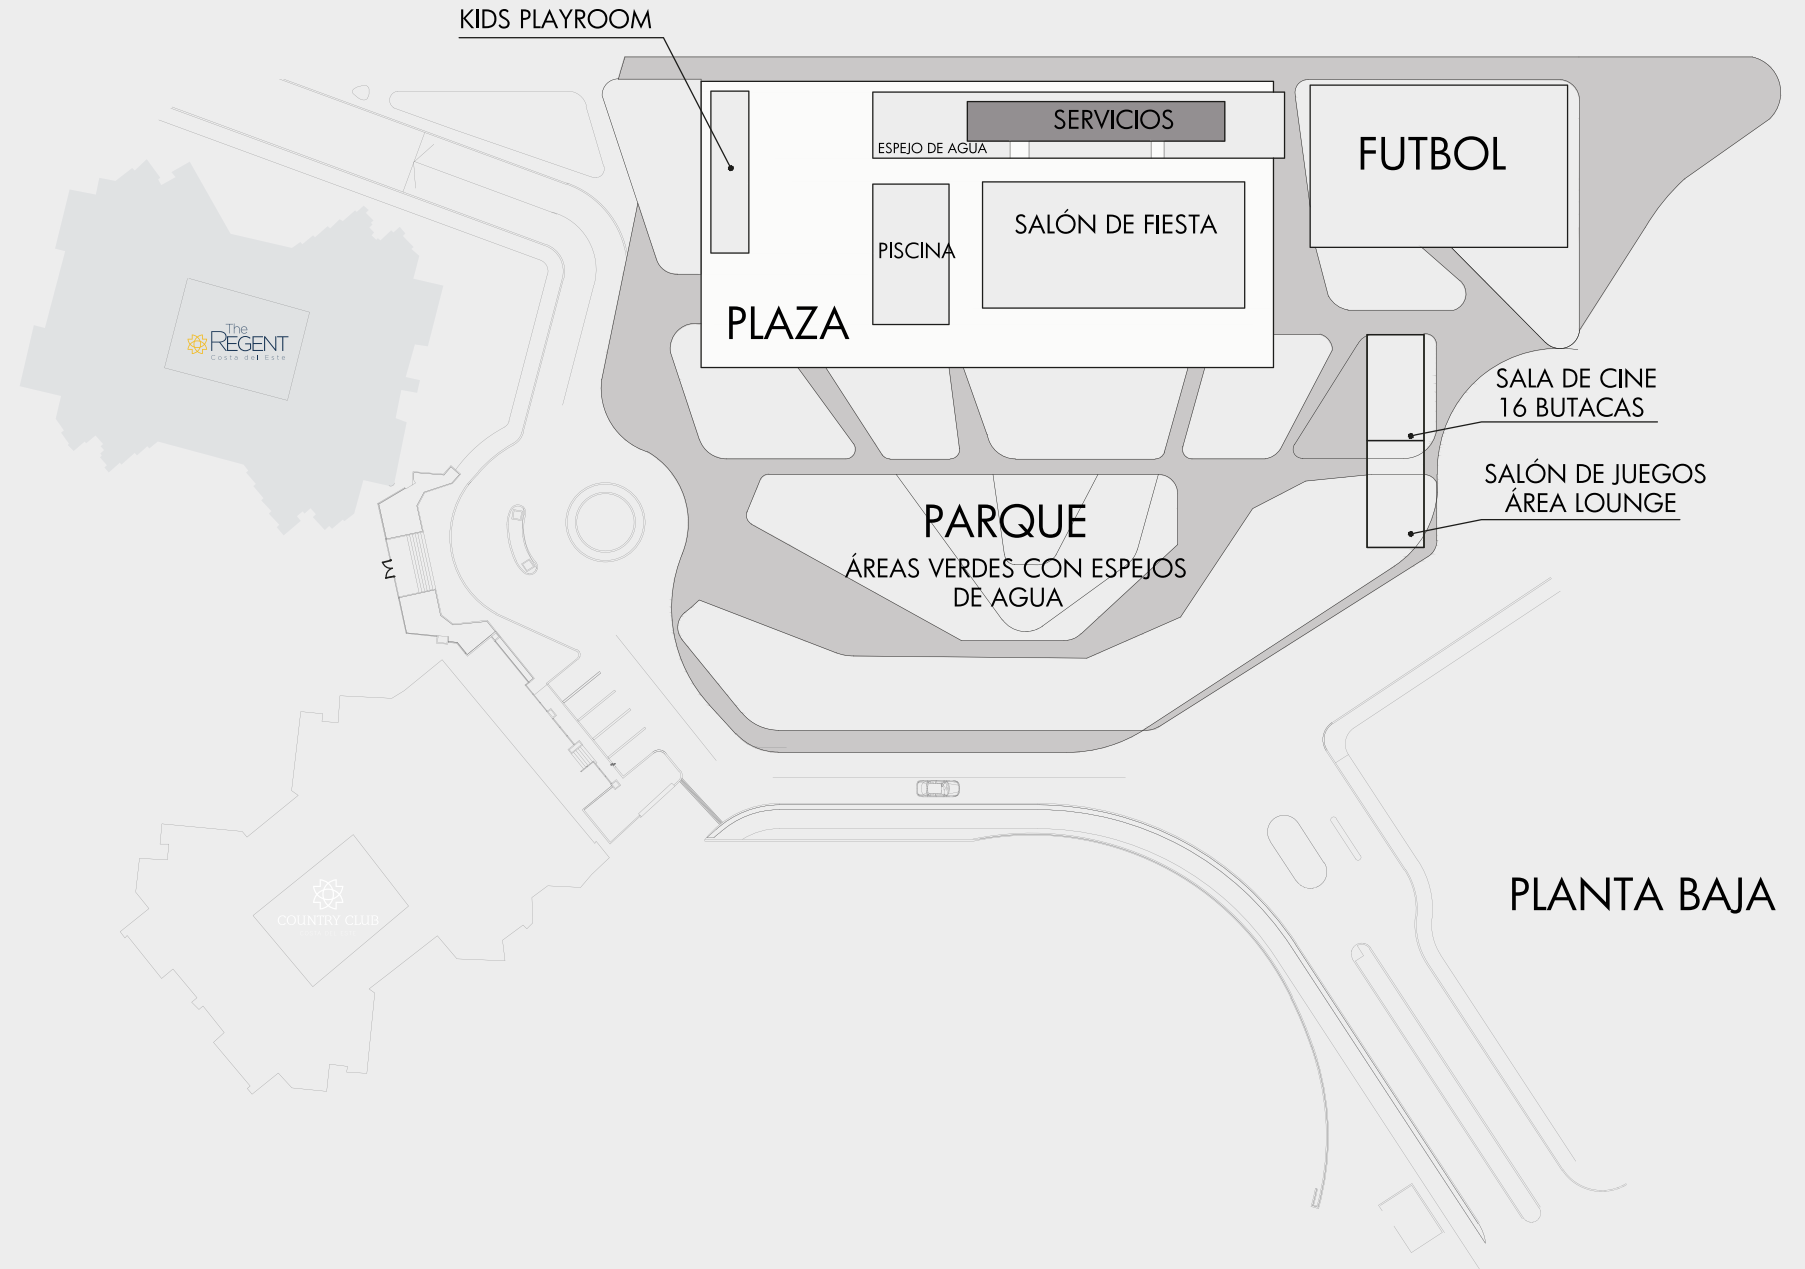 KIDS PLAYROOM
SERVICIOS
ESPEJO DE AGUA
FUTBOL
SALÓN DE FIESTA
PISCINA
PLAZA
The
REGENT
Costa del Este
SALA DE CINE
16 BUTACAS
SALÓN DE JUEGOS
ÁREA LOUNGE
PARQUE
ÁREAS VERDES CON ESPEJOS
DE AGUA
PLANTA BAJA
COUNTRY CLUB